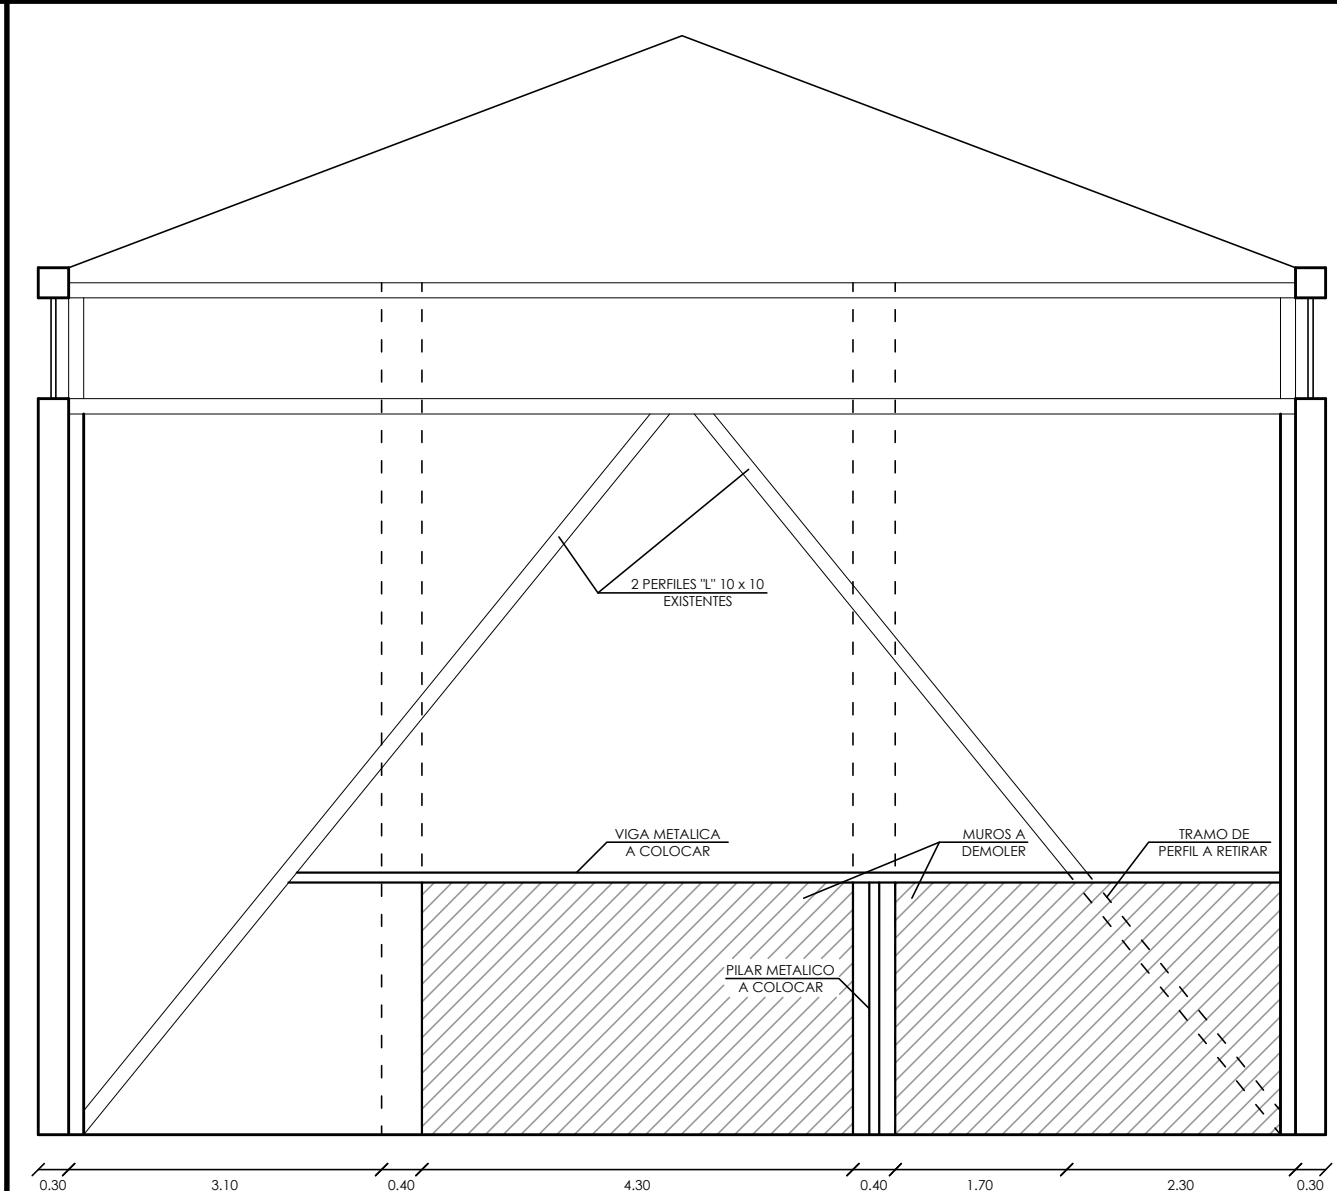 2 PERFILES "L" 10 x 10
EXISTENTES
VIGA METALICA
A COLOCAR
MUROS A
DEMOLER
TRAMO DE
PERFIL A RETIRAR
PILAR METALICO
A COLOCAR
0.30 3.10 0.40 4.30 0.40 1.70 2.30 0.30